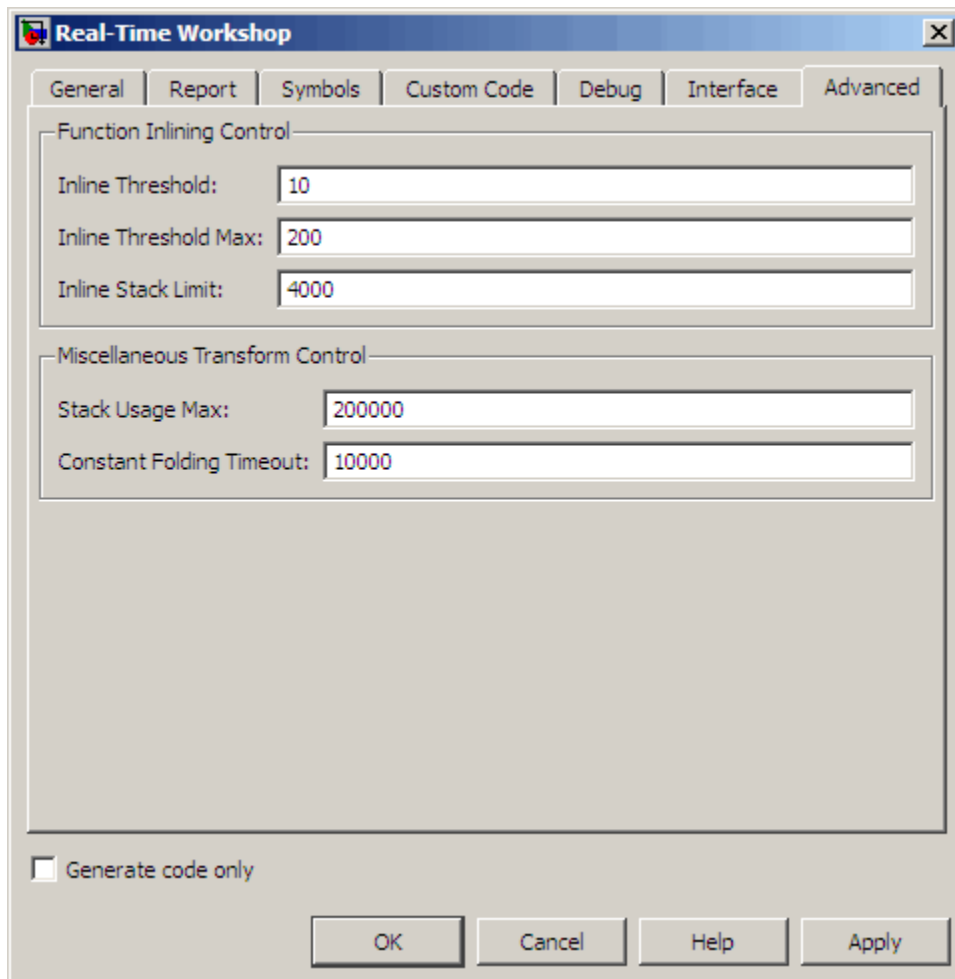 Real-Time Workshop
General Report Symbols Custom Code Debug Interface Advanced
Function Inlining Control
Inline Threshold: 10
Inline Threshold Max: 200
Inline Stack Limit: 4000
Miscellaneous Transform Control
Stack Usage Max: 200000
Constant Folding Timeout: 10000
Generate code only
OK Cancel Help Apply